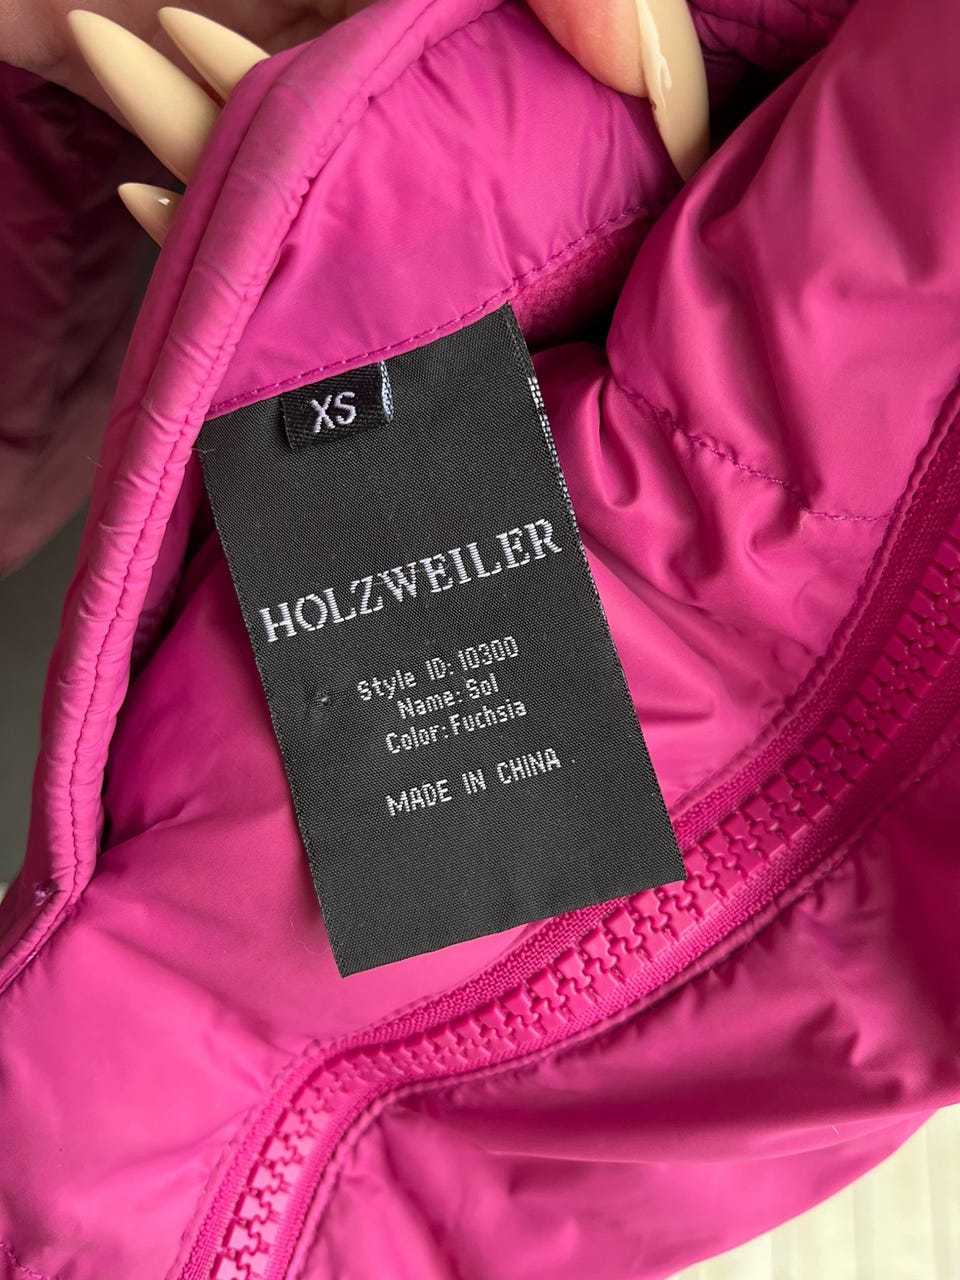 XS
HOLZWEILER
Style ID: 10300
Name: Sol
Color: Fuchsia
MADE IN CHINA